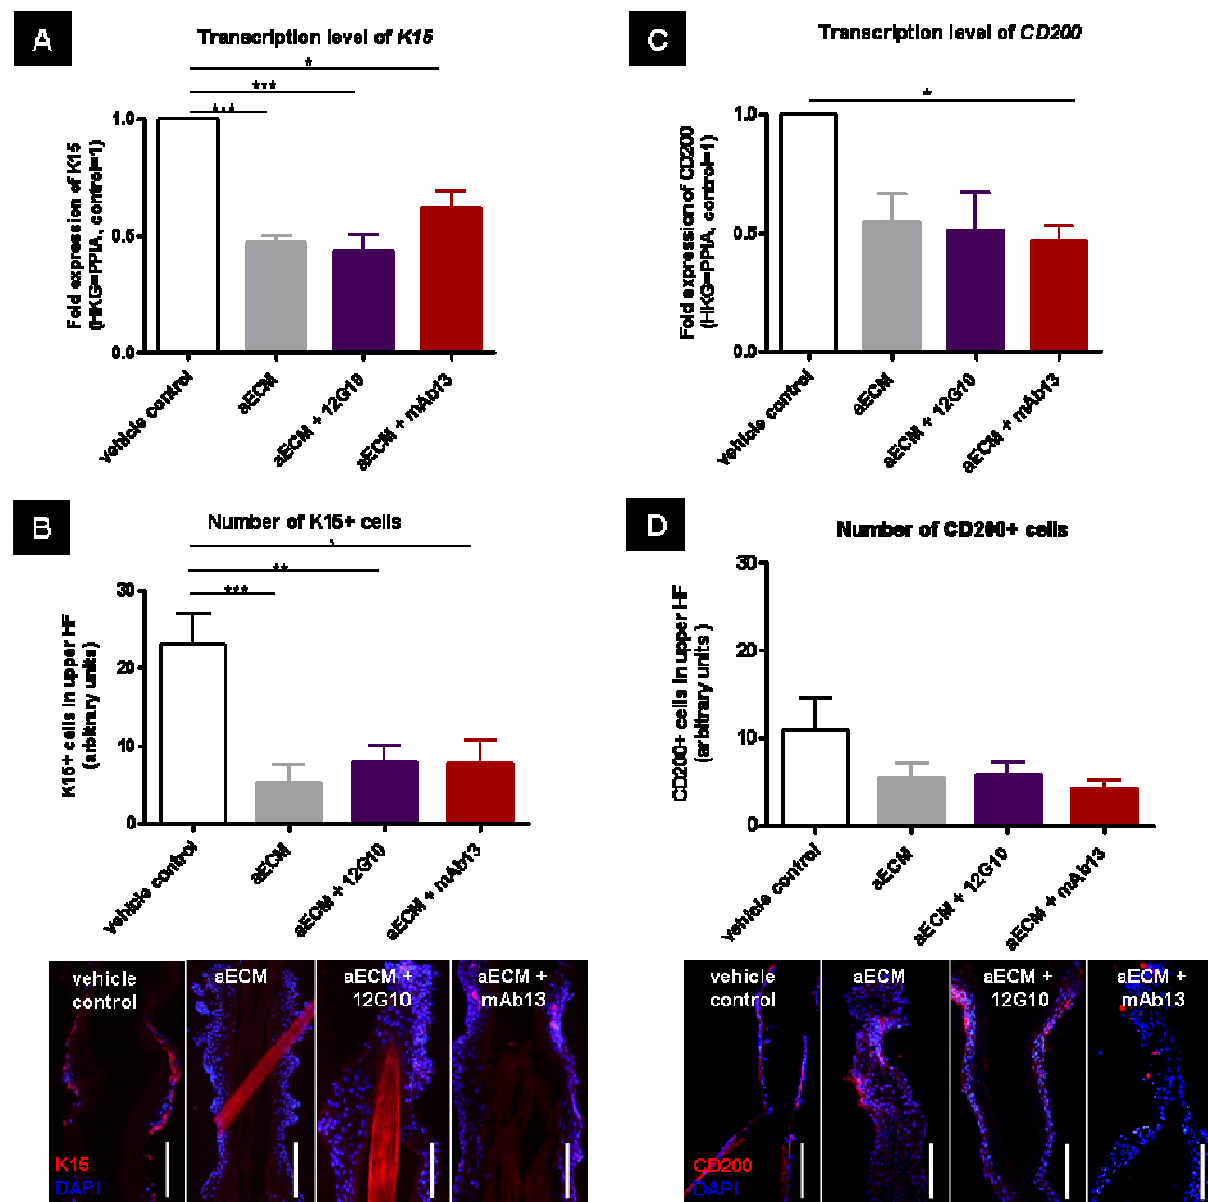 A
Transcription level of K15
*
***
***
Fold expression of K15
(HKG=PPIA, control=1)
1.0
0.5
0.0
vehicle control
aECM
aECM + 12G10
aECM + mAb13
C
Transcription level of CD200
*
Fold expression of CD200
(HKG=PPIA, control=1)
1.0
0.5
0.0
vehicle control
aECM
aECM + 12G10
aECM + mAb13
B
Number of K15+ cells
**
***
K15+ cells in upper HF
(arbitrary units)
30
20
10
0
vehicle control
aECM
aECM + 12G10
aECM + mAb13
vehicle
control
aECM
aECM +
12G10
aECM +
mAb13
K15
DAPI
D
Number of CD200+ cells
CD200+ cells in upper HF
(arbitrary units )
30
20
10
0
vehicle control
aECM
aECM + 12G10
aECM + mAb13
vehicle
control
aECM
aECM +
12G10
aECM +
mAb13
CD200
DAPI